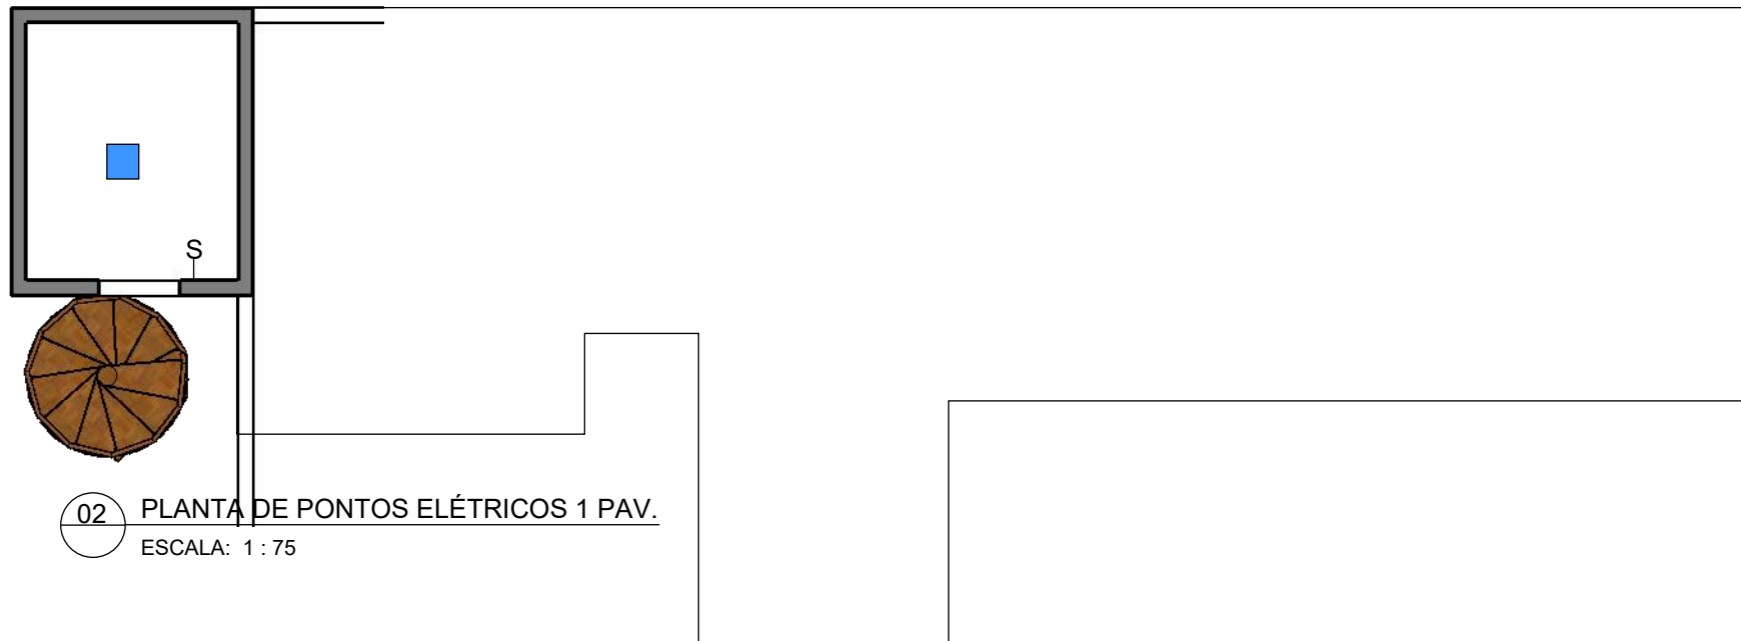 S
02
PLANTA DE PONTOS ELÉTRICOS 1 PAV.
ESCALA: 1 : 75